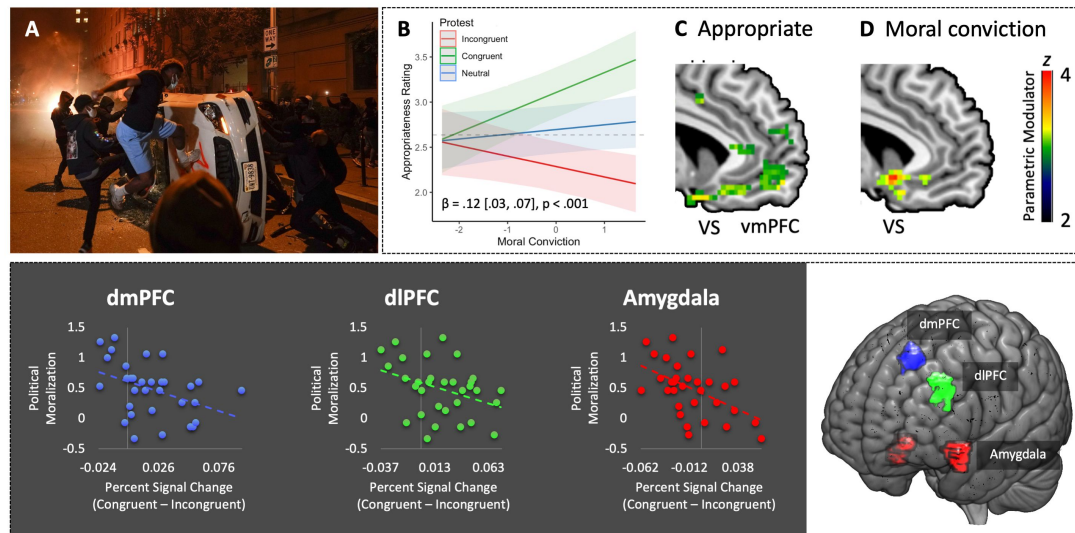 A
ONE
WAY
B
Protest
Incongruent
Congruent
Neutral
Appropriateness Rating
3.5
3.0
2.5
2.0
β = .12 [.03, .07], p < .001
-2
-1
0
1
Moral Conviction
C Appropriate
VS
vmPFC
D Moral conviction
VS
z
4
Parametric Modulator
2
dmPFC
Political
Moralization
1.5
1
0.5
0
-0.5
-0.024
0.026
0.076
Percent Signal Change
(Congruent – Incongruent)
dlPFC
Political
Moralization
1.5
1
0.5
0
-0.5
-0.037
0.013
0.063
Percent Signal Change
(Congruent – Incongruent)
Amygdala
Political
Moralization
1.5
1
0.5
0
-0.5
-0.062
-0.012
0.038
Percent Signal Change
(Congruent – Incongruent)
dmPFC
dlPFC
Amygdala